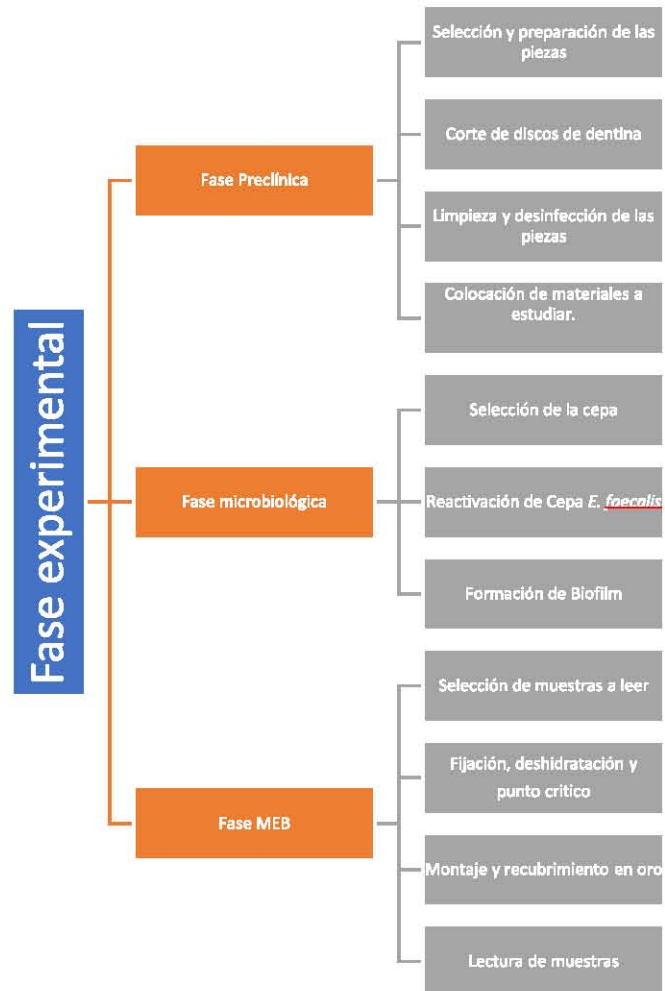 Fase experimental
Fase Preclínica
Selección y preparación de las
piezas
Corte de discos de dentina
Limpieza y desinfección de las
piezas
Colocación de materiales a
estudiar.
Fase microbiológica
Selección de la cepa
Reactivación de Cepa E. faecalis
Formación de Biofilm
Fase MEB
Selección de muestras a leer
Fijación, deshidratación y
punto critico
Montaje y recubrimiento en oro
Lectura de muestras